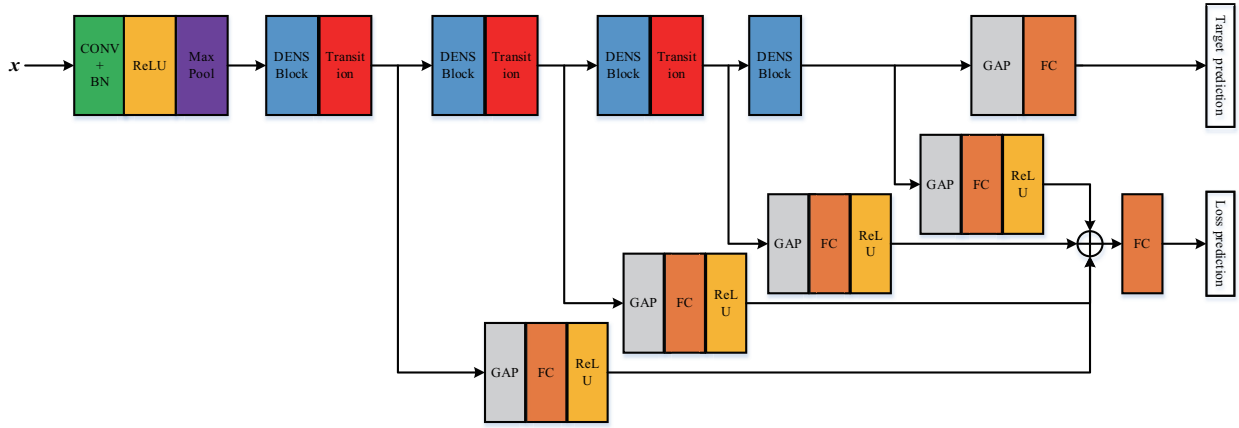 x
CONV
+
BN
ReLU
Max
Pool
DENS
Block
Transit
ion
DENS
Block
Transit
ion
DENS
Block
Transit
ion
DENS
Block
GAP
FC
Target prediction
GAP
FC
ReL
U
GAP
FC
ReL
U
GAP
FC
ReL
U
GAP
FC
ReL
U
FC
Loss prediction